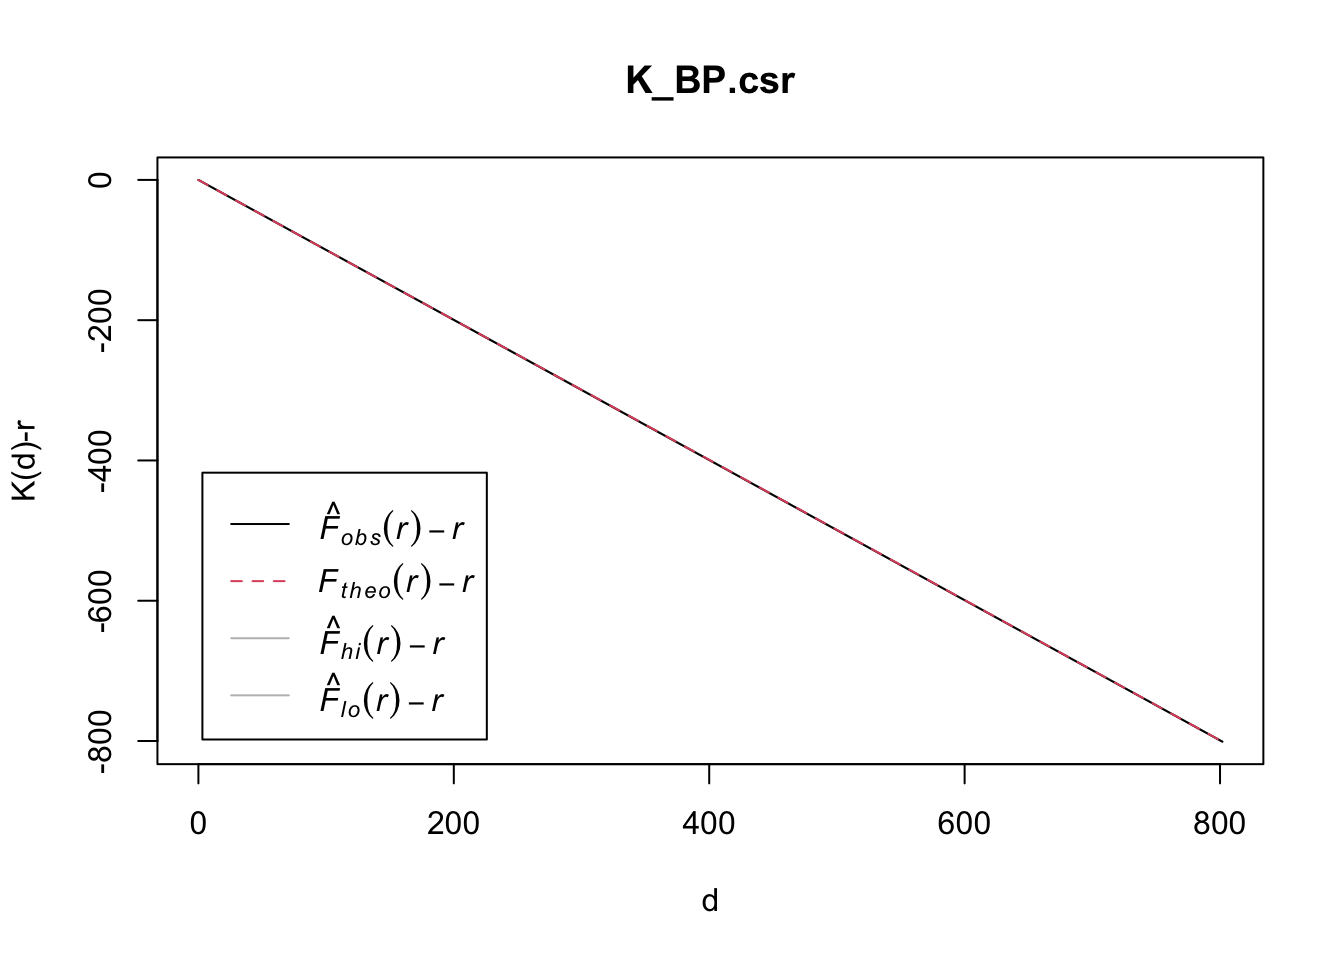 K_BP.csr
K(d)-r
0
-200
-400
-600
-800
F̂obs(r) − r
Ftheo(r) − r
F̂hi(r) − r
F̂lo(r) − r
0 200 400 600 800
d